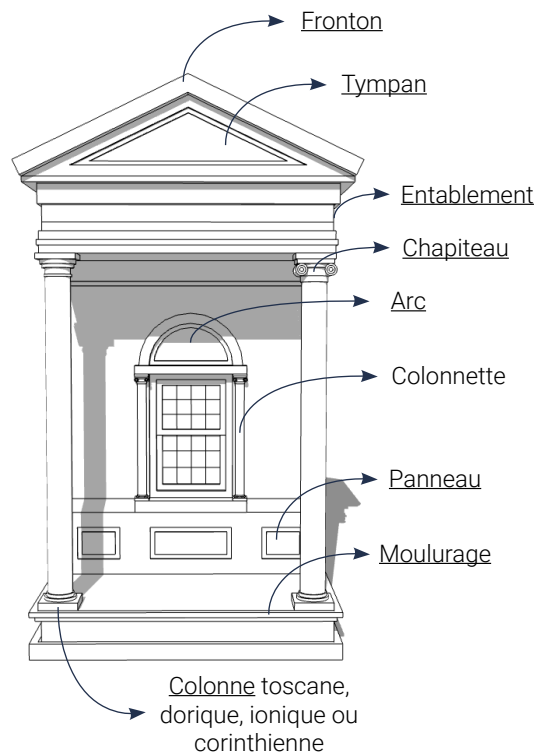 Fronton
Tympan
Entablement
Chapiteau
Arc
Colonnette
Panneau
Moulurage
Colonne toscane,
dorique, ionique ou
corinthienne